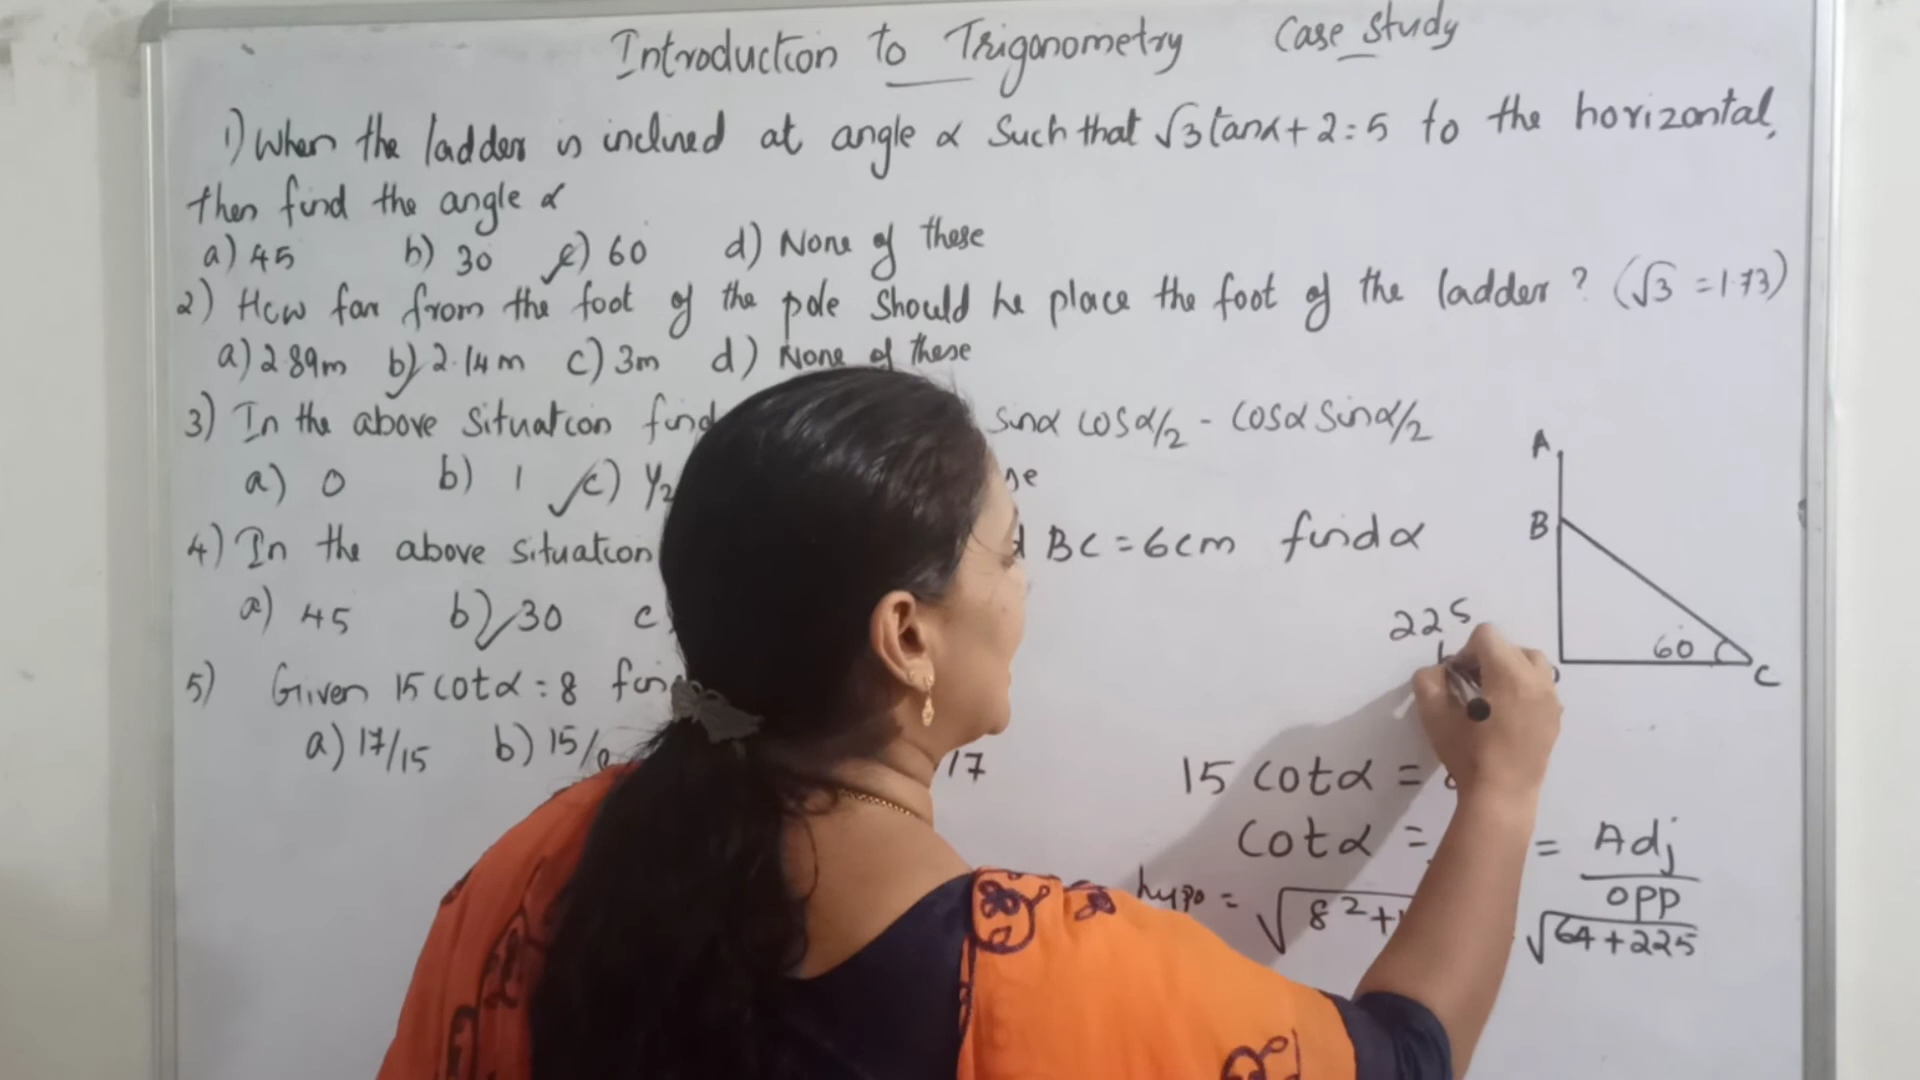 Introduction to Trigonometry Case Study
1) When the ladder is inclined at angle α Such that √3 tanα + 2 = 5 to the horizontal,
then find the angle α
a) 45 b) 30 c) 60 d) None of these
2) How far from the foot of the pole should he place the foot of the ladder? (√3 = 1.73)
a) 2.89m b) 2.14m c) 3m d) None of these
3) In the above situation find sinα cosα/2 - cosα sinα/2
a) 0 b) 1 c) 1/2
4) In the above situation BC = 6cm find α
a) 45 b) 30 c
5) Given 15 cotα = 8
a) 17/15 b) 15/ 17
A
B
60
C
225
15 cotα =
cotα = = Adj
OPP
hypo = √8²+ √64+225